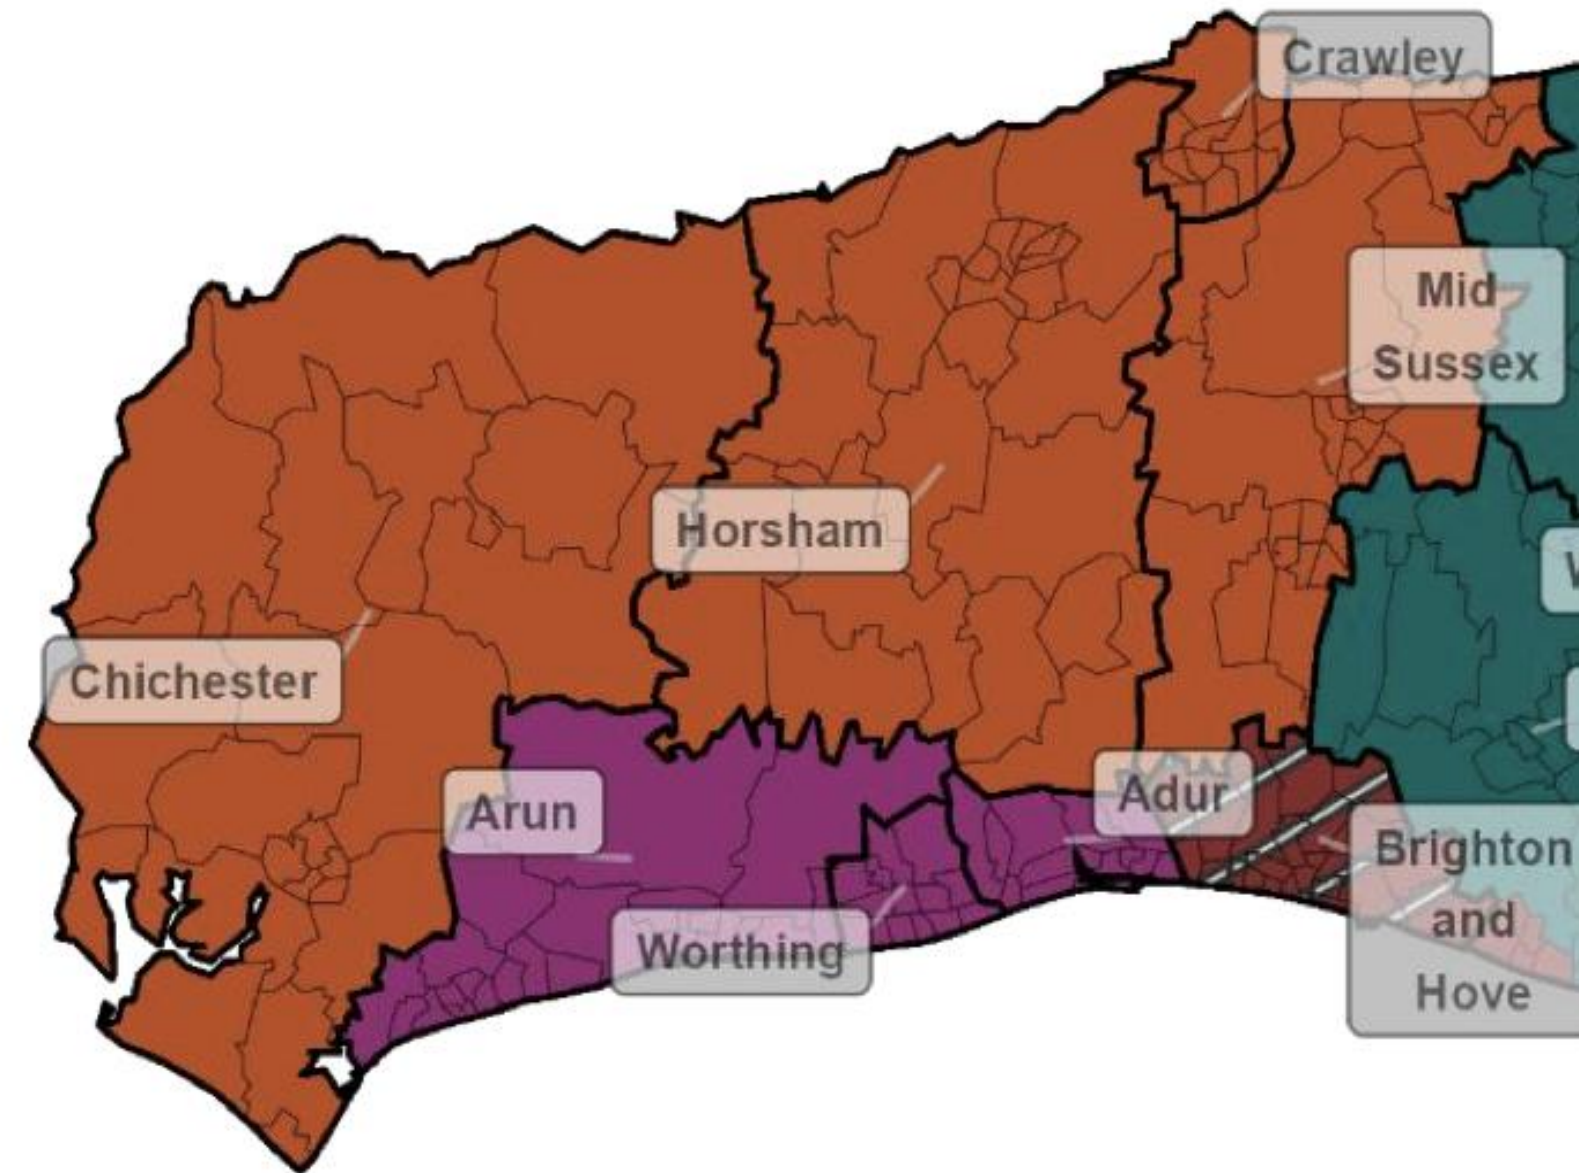 Crawley
Mid
Sussex
Horsham
Chichester
Arun
Adur
Brighton
and
Hove
Worthing